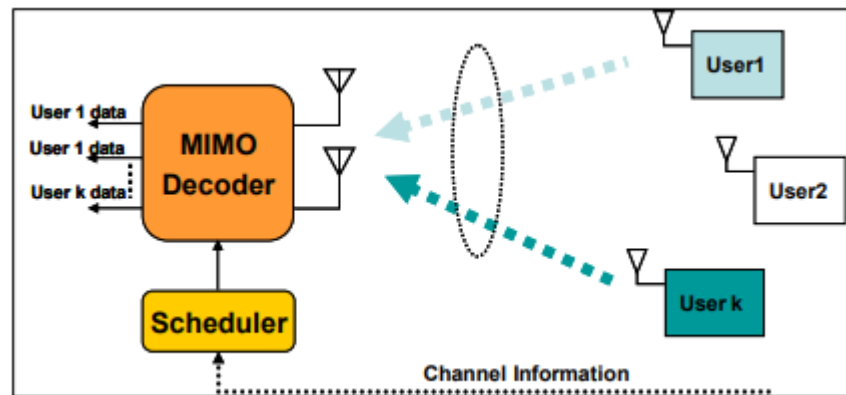 User1
User 1 data
MIMO
Decoder
User 1 data
User2
User k data
User k
Scheduler
Channel Information